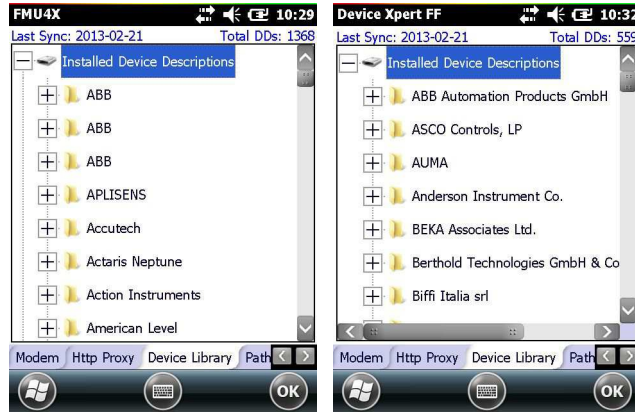 FMU4X 10:29
Last Sync: 2013-02-21 Total DDs: 1368
Installed Device Descriptions
ABB
ABB
ABB
APLISENS
Accutech
Actaris Neptune
Action Instruments
American Level
Modem Http Proxy Device Library Path
OK
Device Xpert FF 10:32
Last Sync: 2013-02-21 Total DDs: 559
Installed Device Descriptions
ABB Automation Products GmbH
ASCO Controls, LP
AUMA
Anderson Instrument Co.
BEKA Associates Ltd.
Berthold Technologies GmbH & Co
Biffi Italia srl
Modem Http Proxy Device Library Path
OK